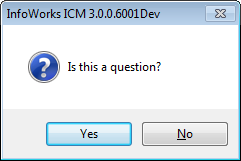 InfoWorks ICM 3.0.0.6001Dev
Is this a question?
Yes No